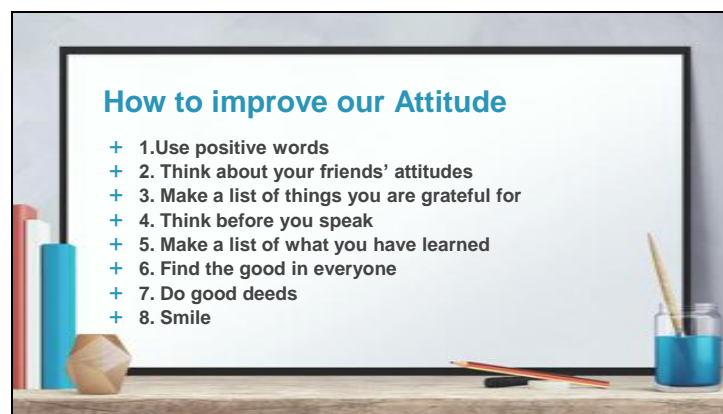 How to improve our Attitude
+ 1.Use positive words
+ 2. Think about your friends’ attitudes
+ 3. Make a list of things you are grateful for
+ 4. Think before you speak
+ 5. Make a list of what you have learned
+ 6. Find the good in everyone
+ 7. Do good deeds
+ 8. Smile